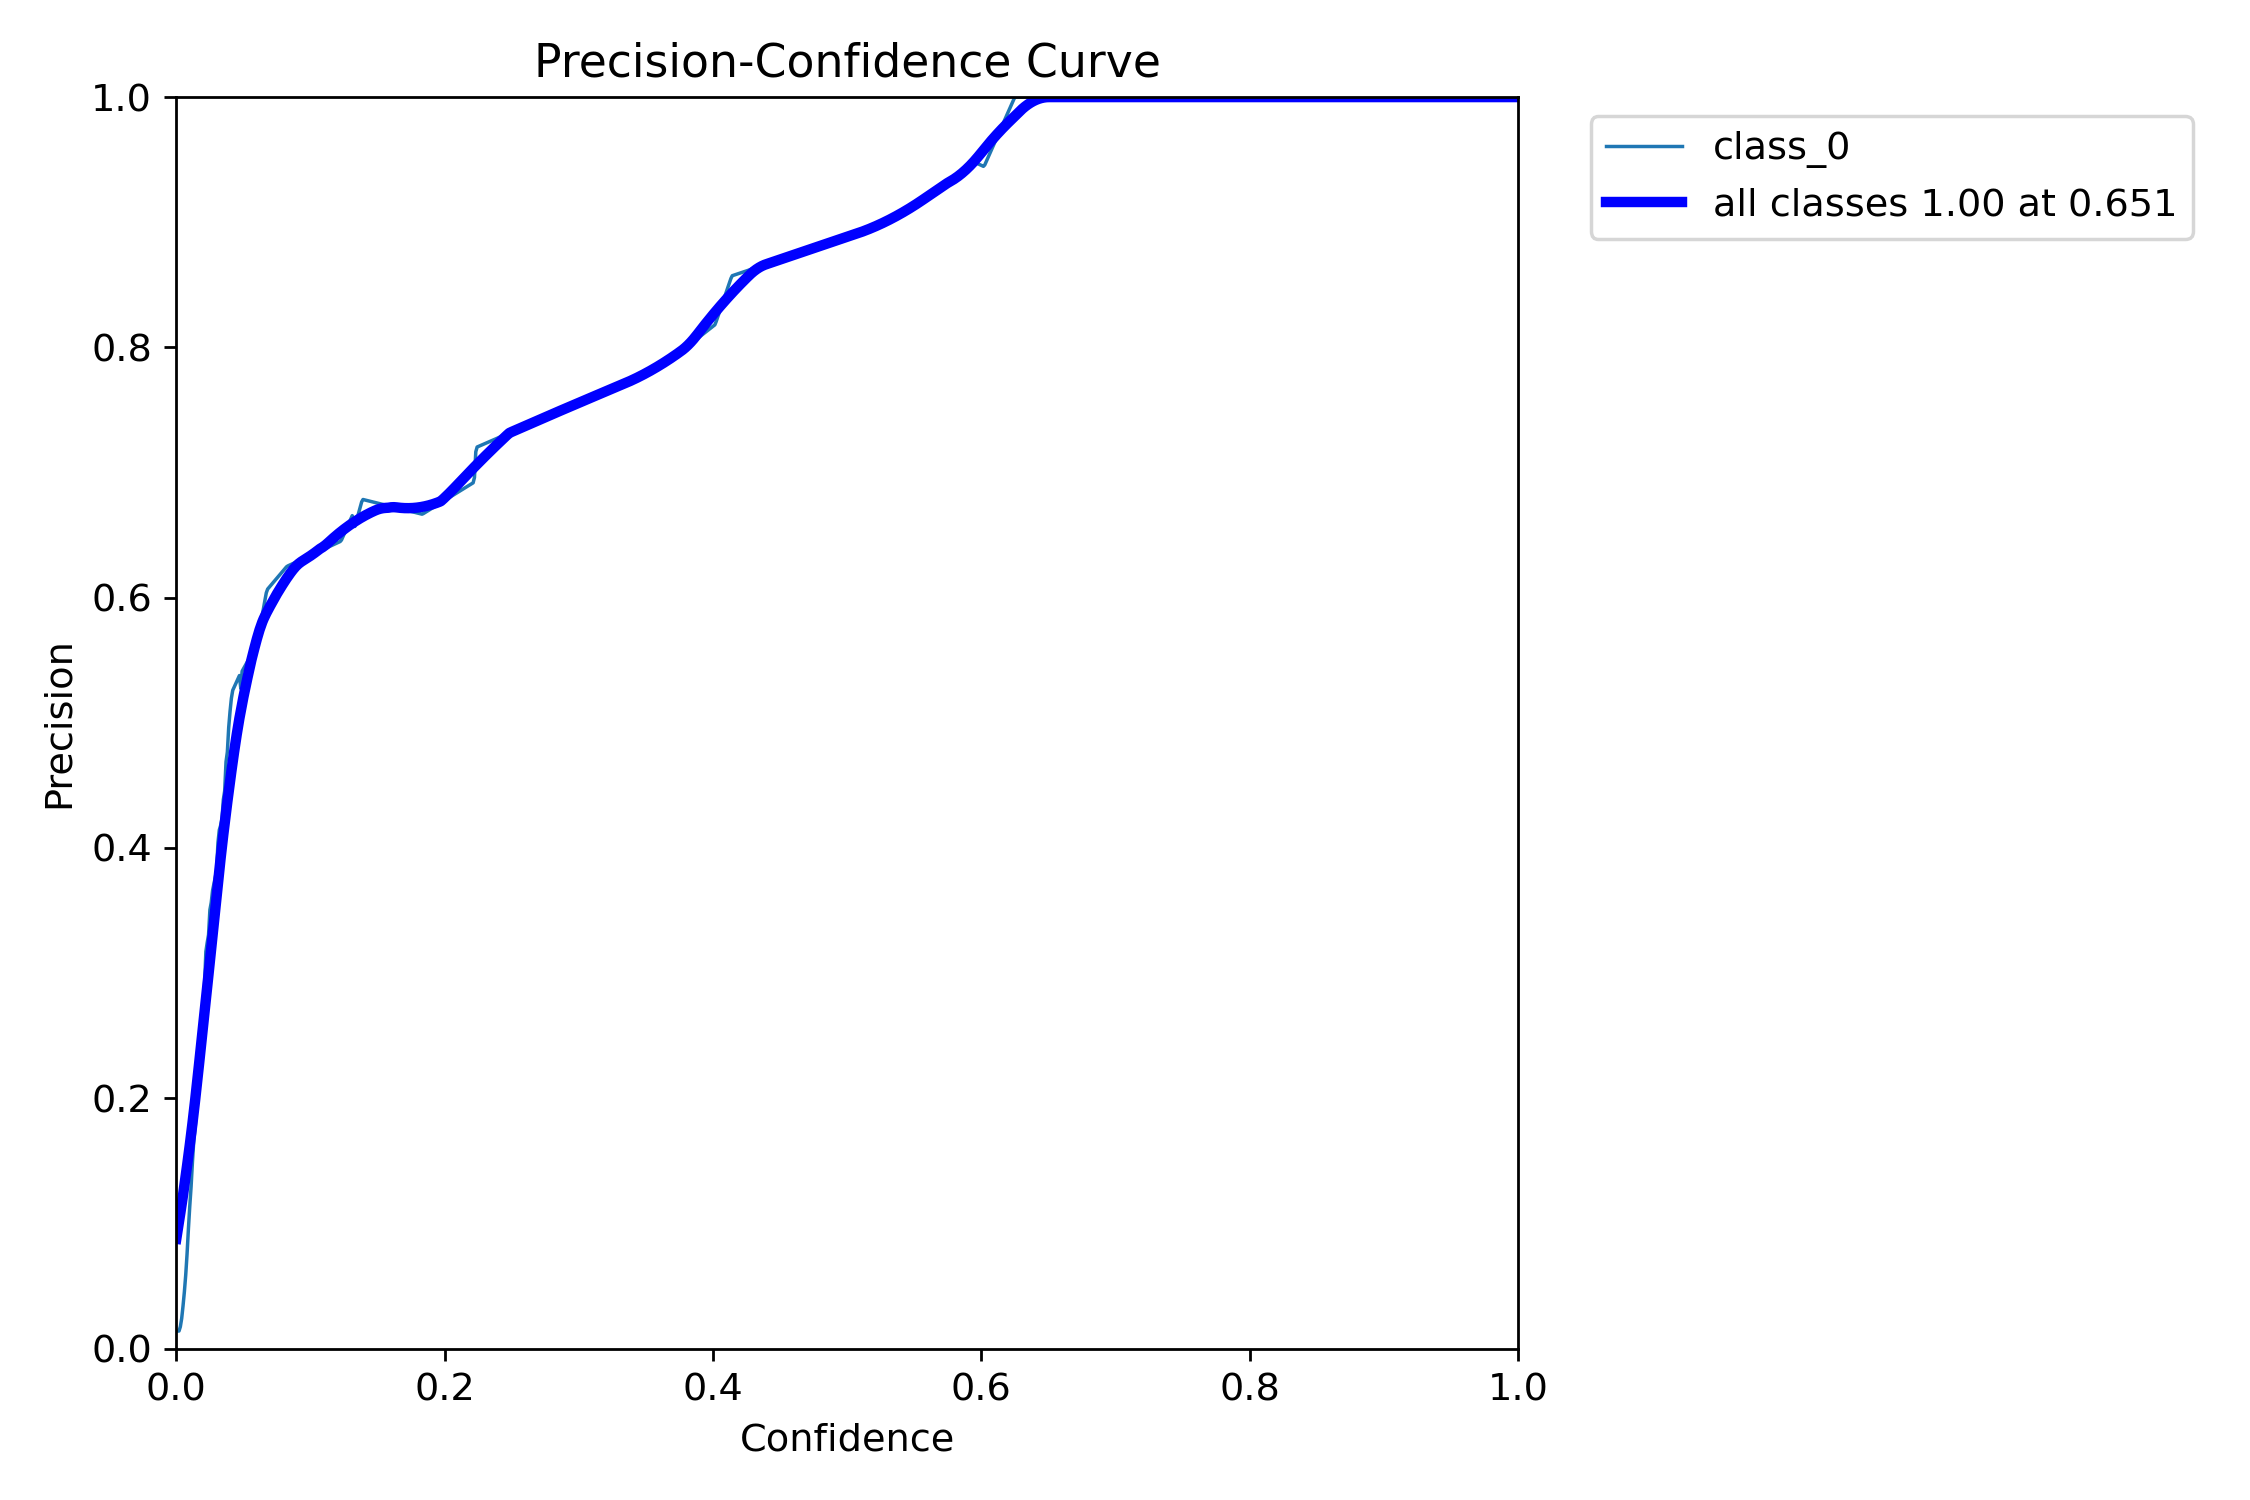 Precision-Confidence Curve
1.0
0.8
0.6
0.4
0.2
0.0
Precision
0.0 0.2 0.4 0.6 0.8 1.0
Confidence
class_0
all classes 1.00 at 0.651